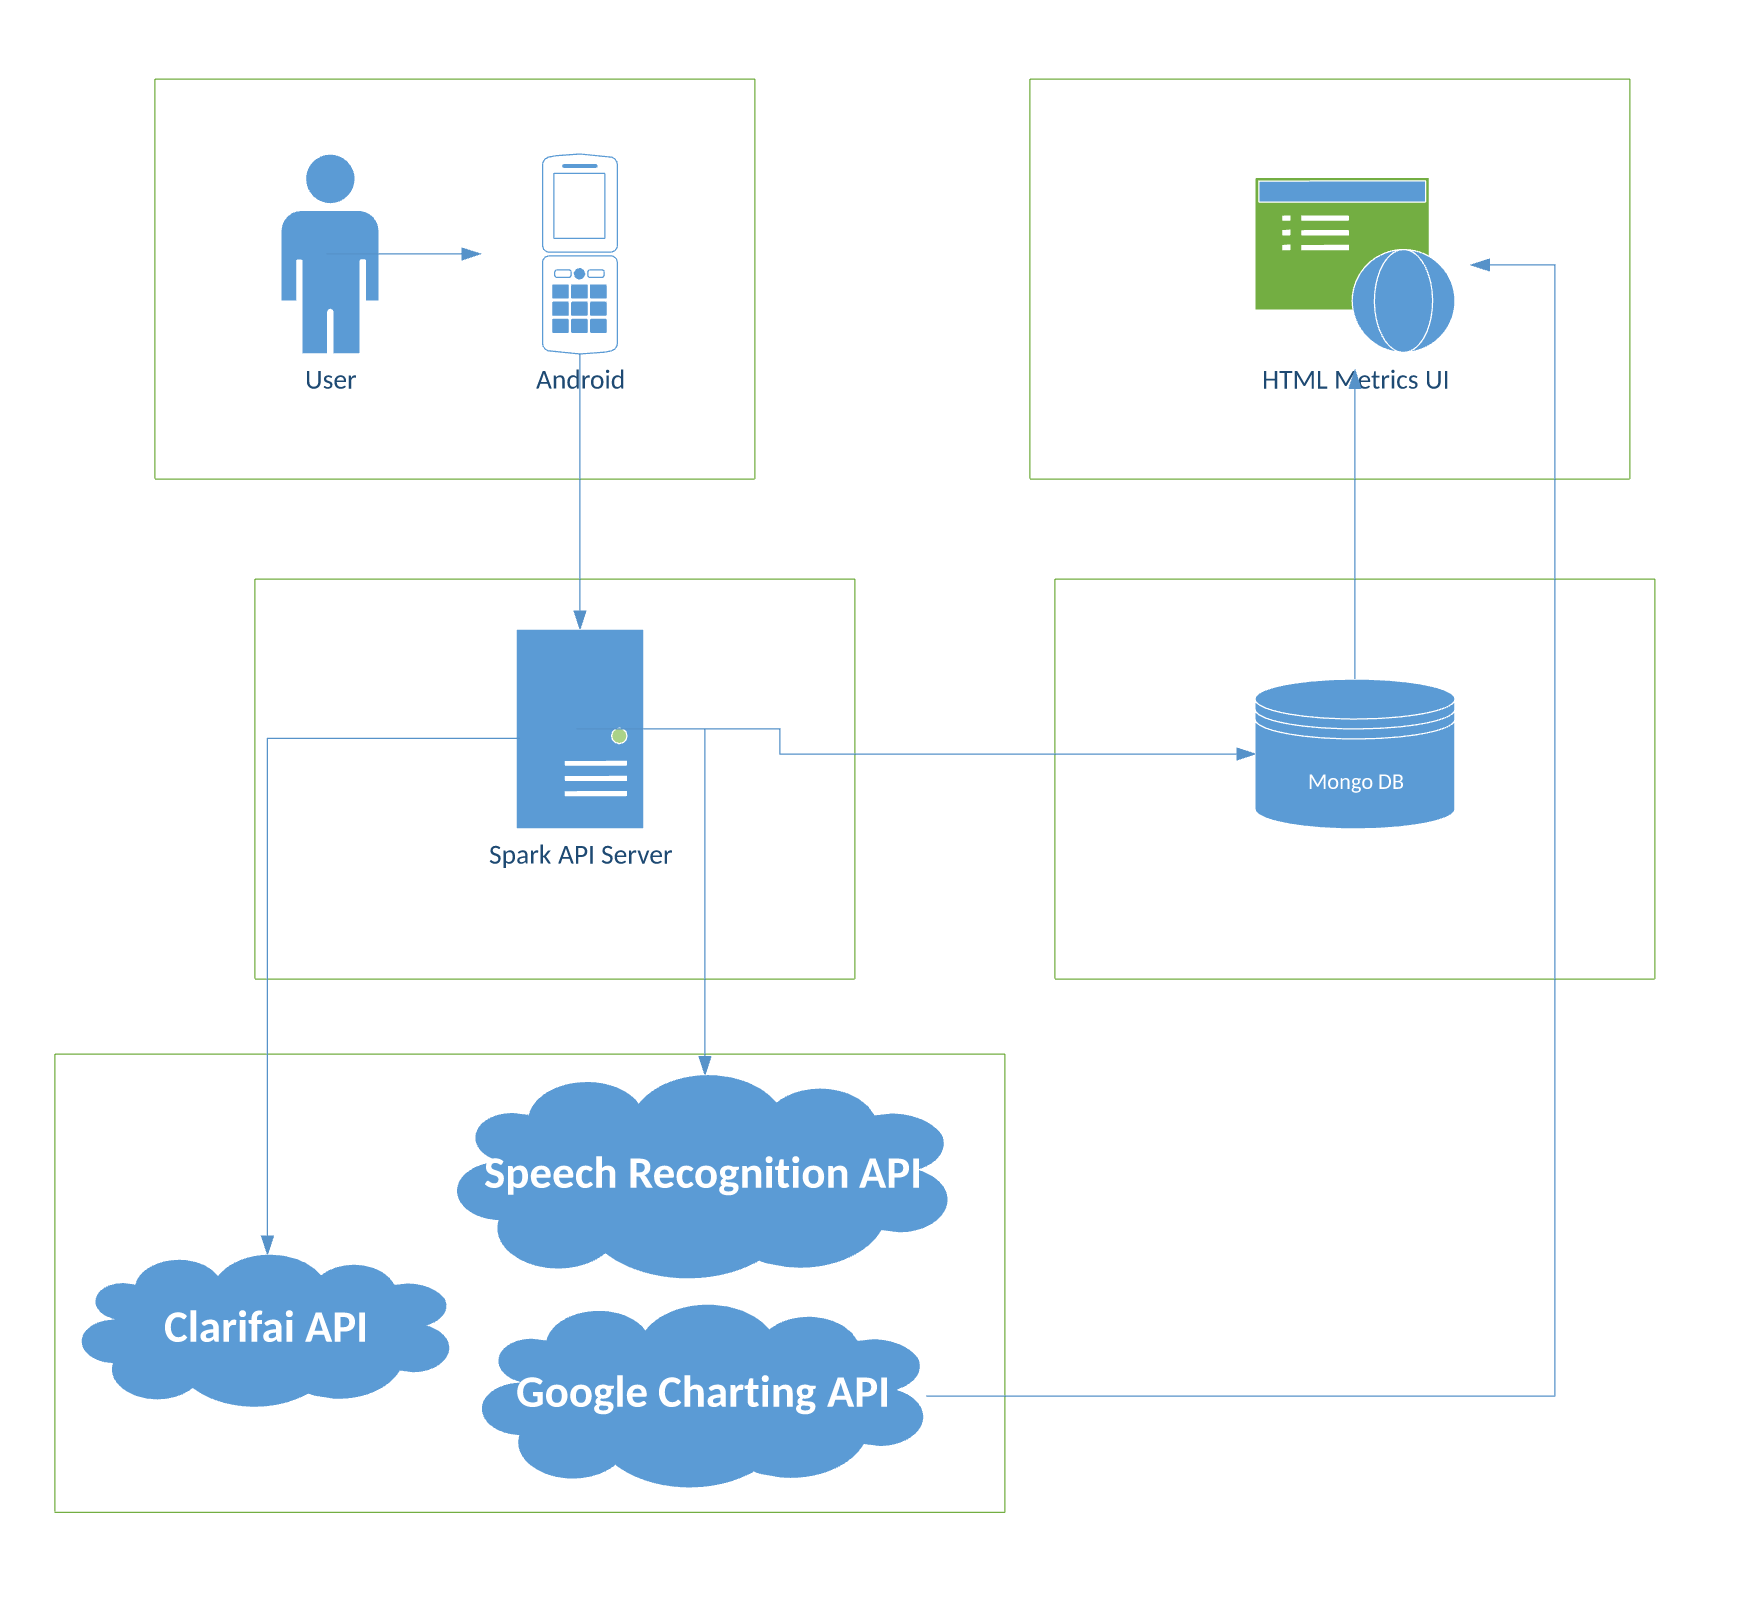 User
Android
HTML Metrics UI
Spark API Server
Mongo DB
Speech Recognition API
Clarifai API
Google Charting API